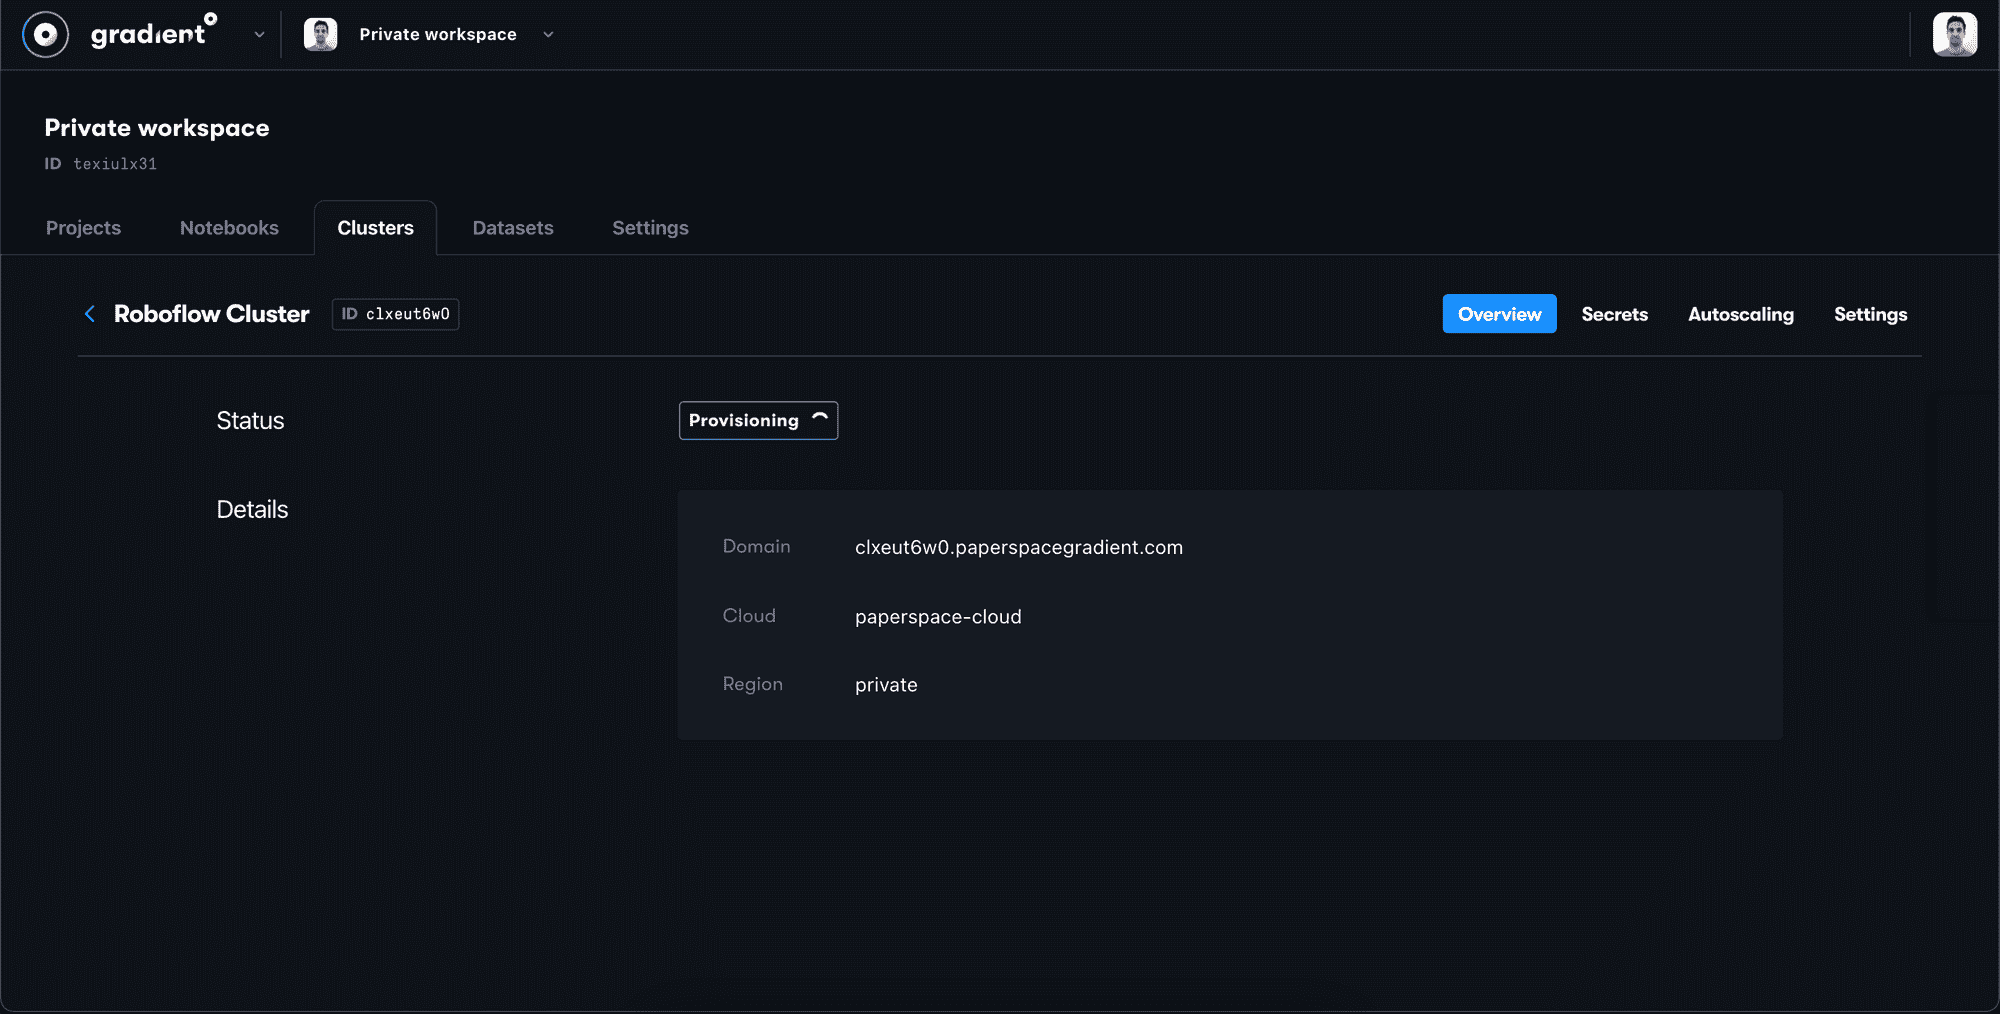 gradient Private workspace
Private workspace
ID texiulx31
Projects Notebooks Clusters Datasets Settings
Roboflow Cluster ID clxeut6w0 Overview Secrets Autoscaling Settings
Status Provisioning
Details
Domain clxeut6w0.paperspacegradient.com
Cloud paperspace-cloud
Region private